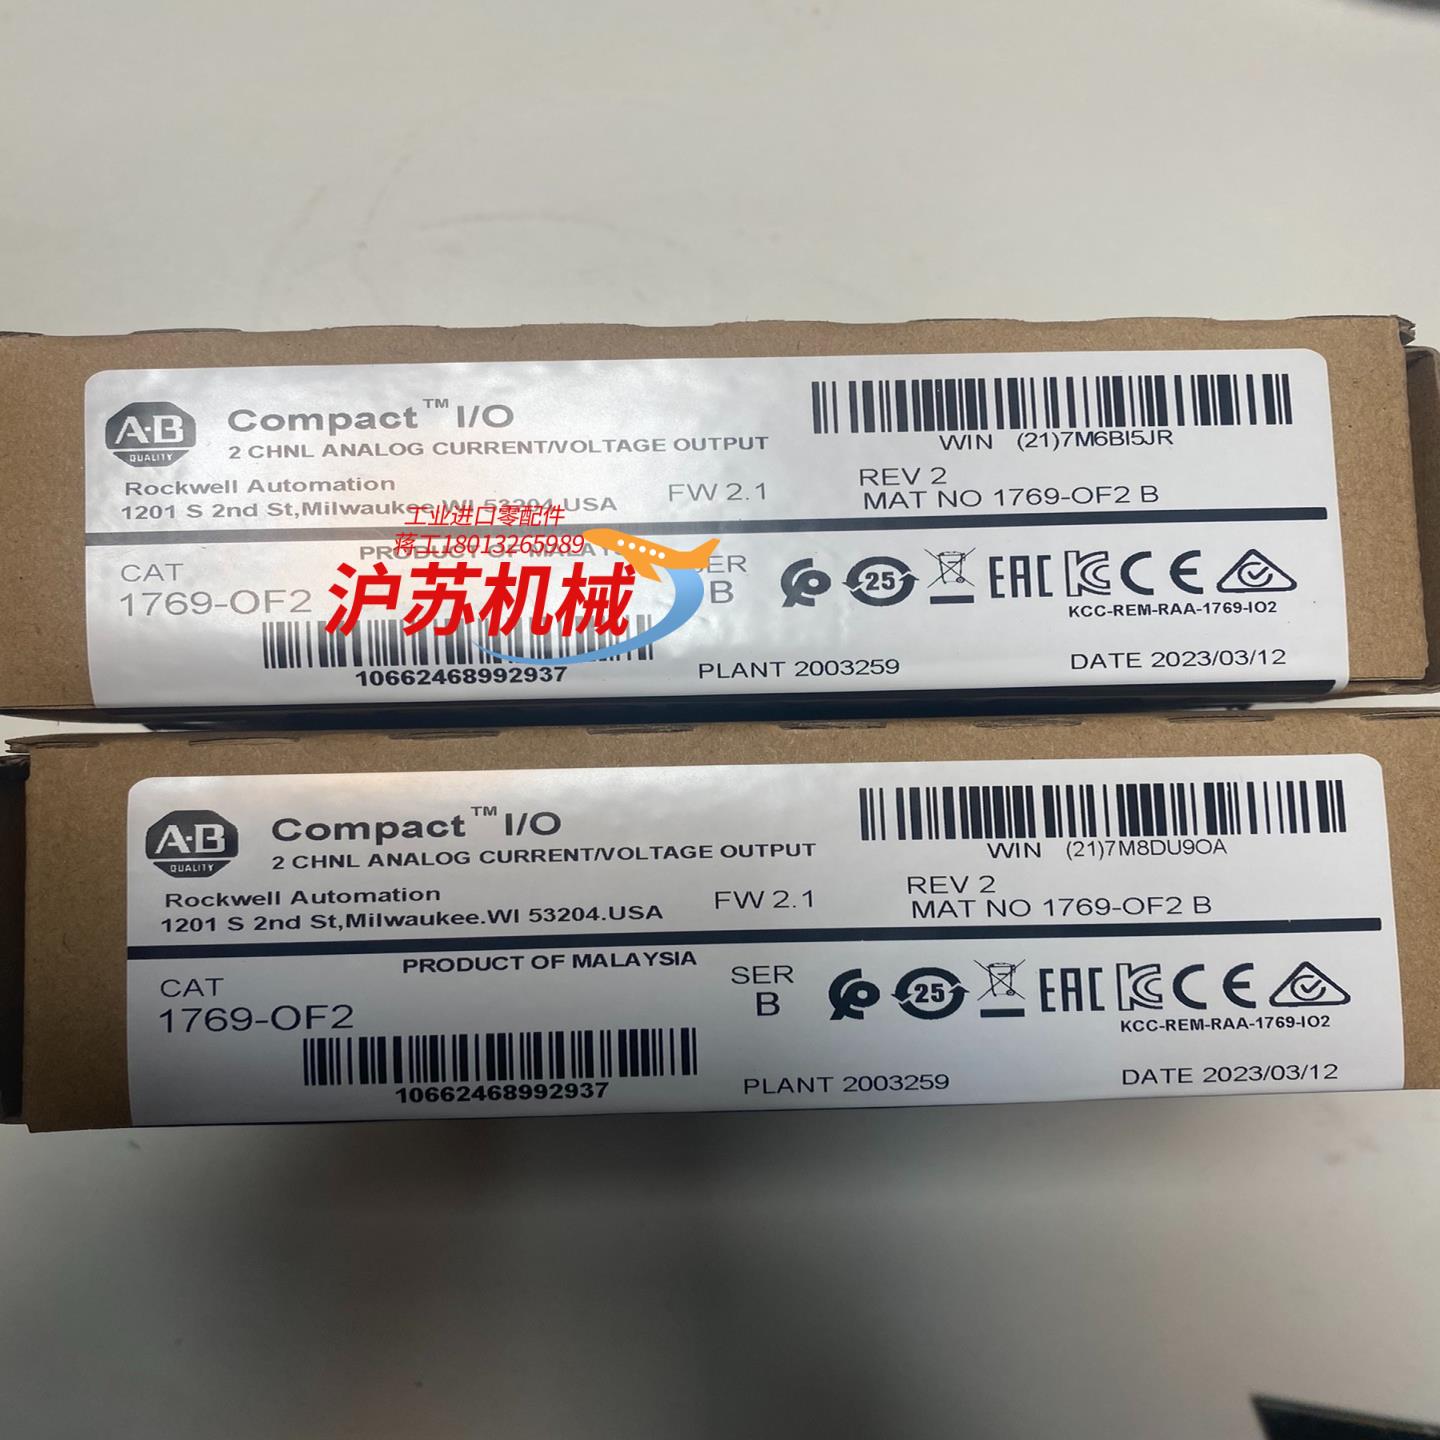 A·B
QUALITY
Compact™ I/O
2 CHNL ANALOG CURRENT/VOLTAGE OUTPUT
Rockwell Automation
1201 S 2nd St,Milwaukee,WI 53204.USA
FW 2.1
WIN (21)7M6BI5JR
REV 2
MAT NO 1769-OF2 B
工业进口零配件
蒋工18013265989
沪苏机械
PRODUCT OF
CAT
1769-OF2
B
10662468992937
25
EAC
CE
KCC-REM-RAA-1769-IO2
PLANT 2003259
DATE 2023/03/12
A·B
QUALITY
Compact™ I/O
2 CHNL ANALOG CURRENT/VOLTAGE OUTPUT
Rockwell Automation
1201 S 2nd St,Milwaukee.WI 53204.USA
FW 2.1
WIN (21)7M8DU9OA
REV 2
MAT NO 1769-OF2 B
PRODUCT OF MALAYSIA
CAT
1769-OF2
SER
B
10662468992937
25
EAC
CE
KCC-REM-RAA-1769-IO2
PLANT 2003259
DATE 2023/03/12